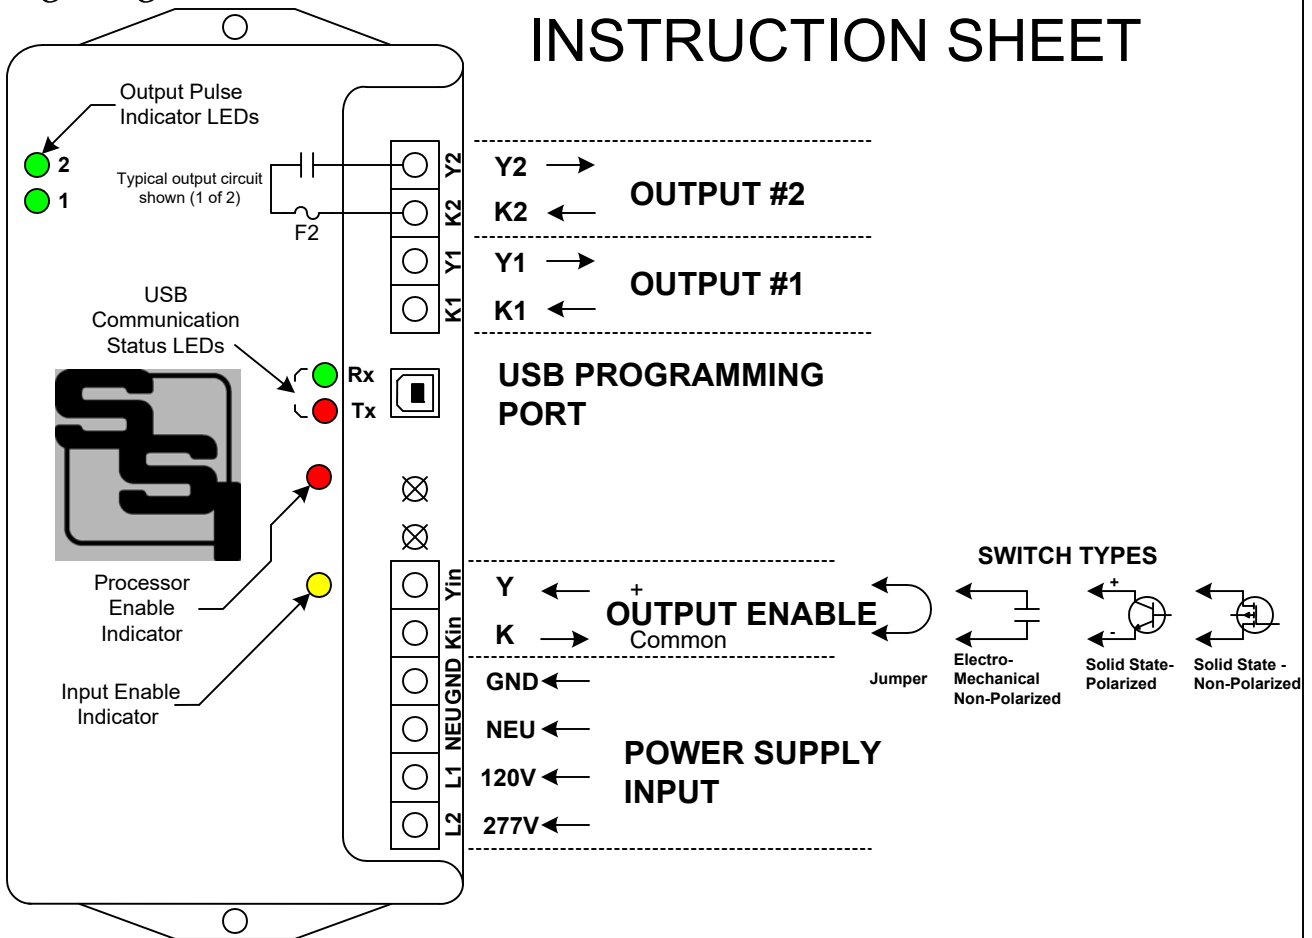 INSTRUCTION SHEET
Output Pulse
Indicator LEDs
2
1
Typical output circuit
shown (1 of 2)
F2
Y2
K2
Y1
K1
Y2
K2
OUTPUT #2
Y1
K1
OUTPUT #1
USB
Communication
Status LEDs
Rx
Tx
USB PROGRAMMING
PORT
SSI
Processor
Enable
Indicator
Input Enable
Indicator
Yin
Kin
GND
NEU
L1
L2
Y
+
OUTPUT ENABLE
K
Common
GND
NEU
120V
277V
POWER SUPPLY
INPUT
SWITCH TYPES
Jumper
Electro-
Mechanical
Non-Polarized
+
-
Solid State-
Polarized
Solid State -
Non-Polarized